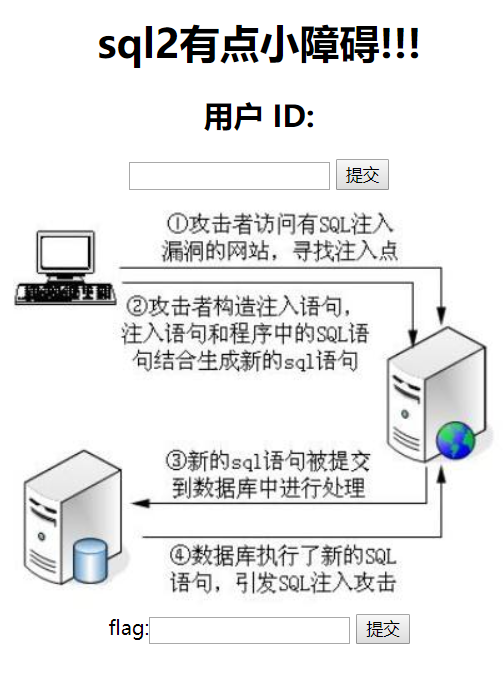 sql2有点小障碍!!!
用户 ID:
提交
①攻击者访问有SQL注入
漏洞的网站，寻找注入点
②攻击者构造注入语句，
注入语句和程序中的SQL语
句结合生成新的sql语句
③新的sql语句被提交
到数据库中进行处理
④数据库执行了新的SQL
语句，引发SQL注入攻击
flag: 提交